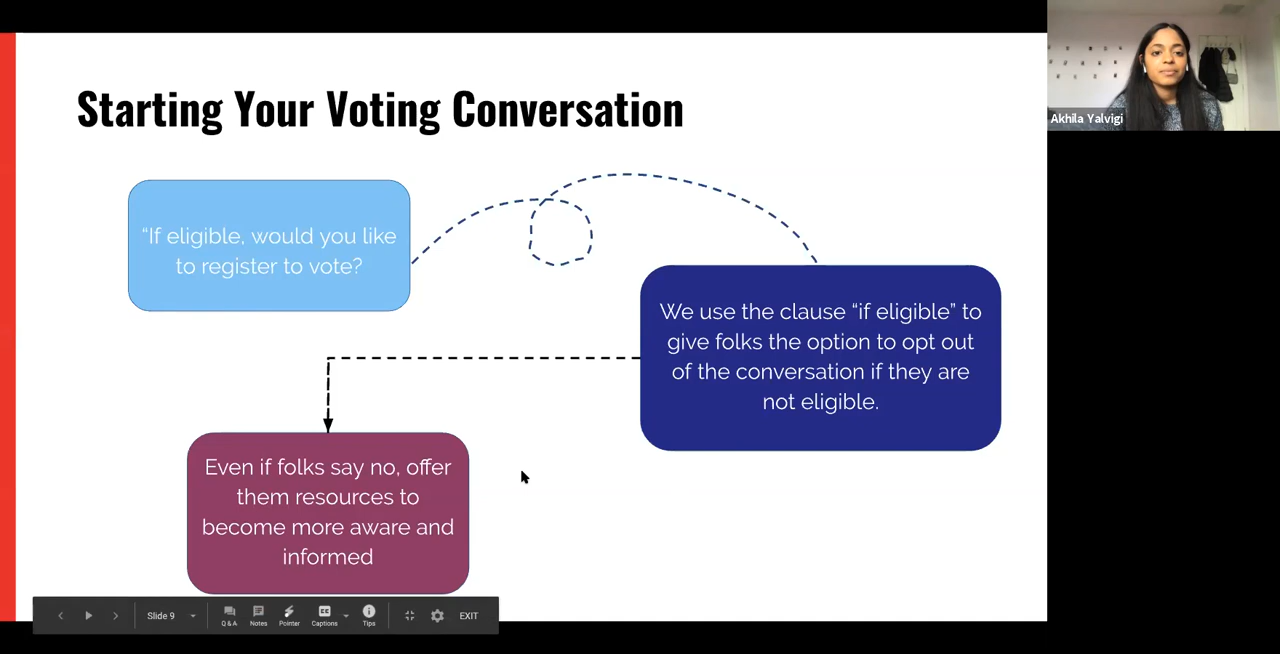 Starting Your Voting Conversation
Akhila Yalvigi
“If eligible, would you like
to register to vote?
We use the clause “if eligible” to
give folks the option to opt out
of the conversation if they are
not eligible.
Even if folks say no, offer
them resources to
become more aware and
informed
Slide 9
Q & A
Notes
Pointer
CC
Captions
Tips
EXIT